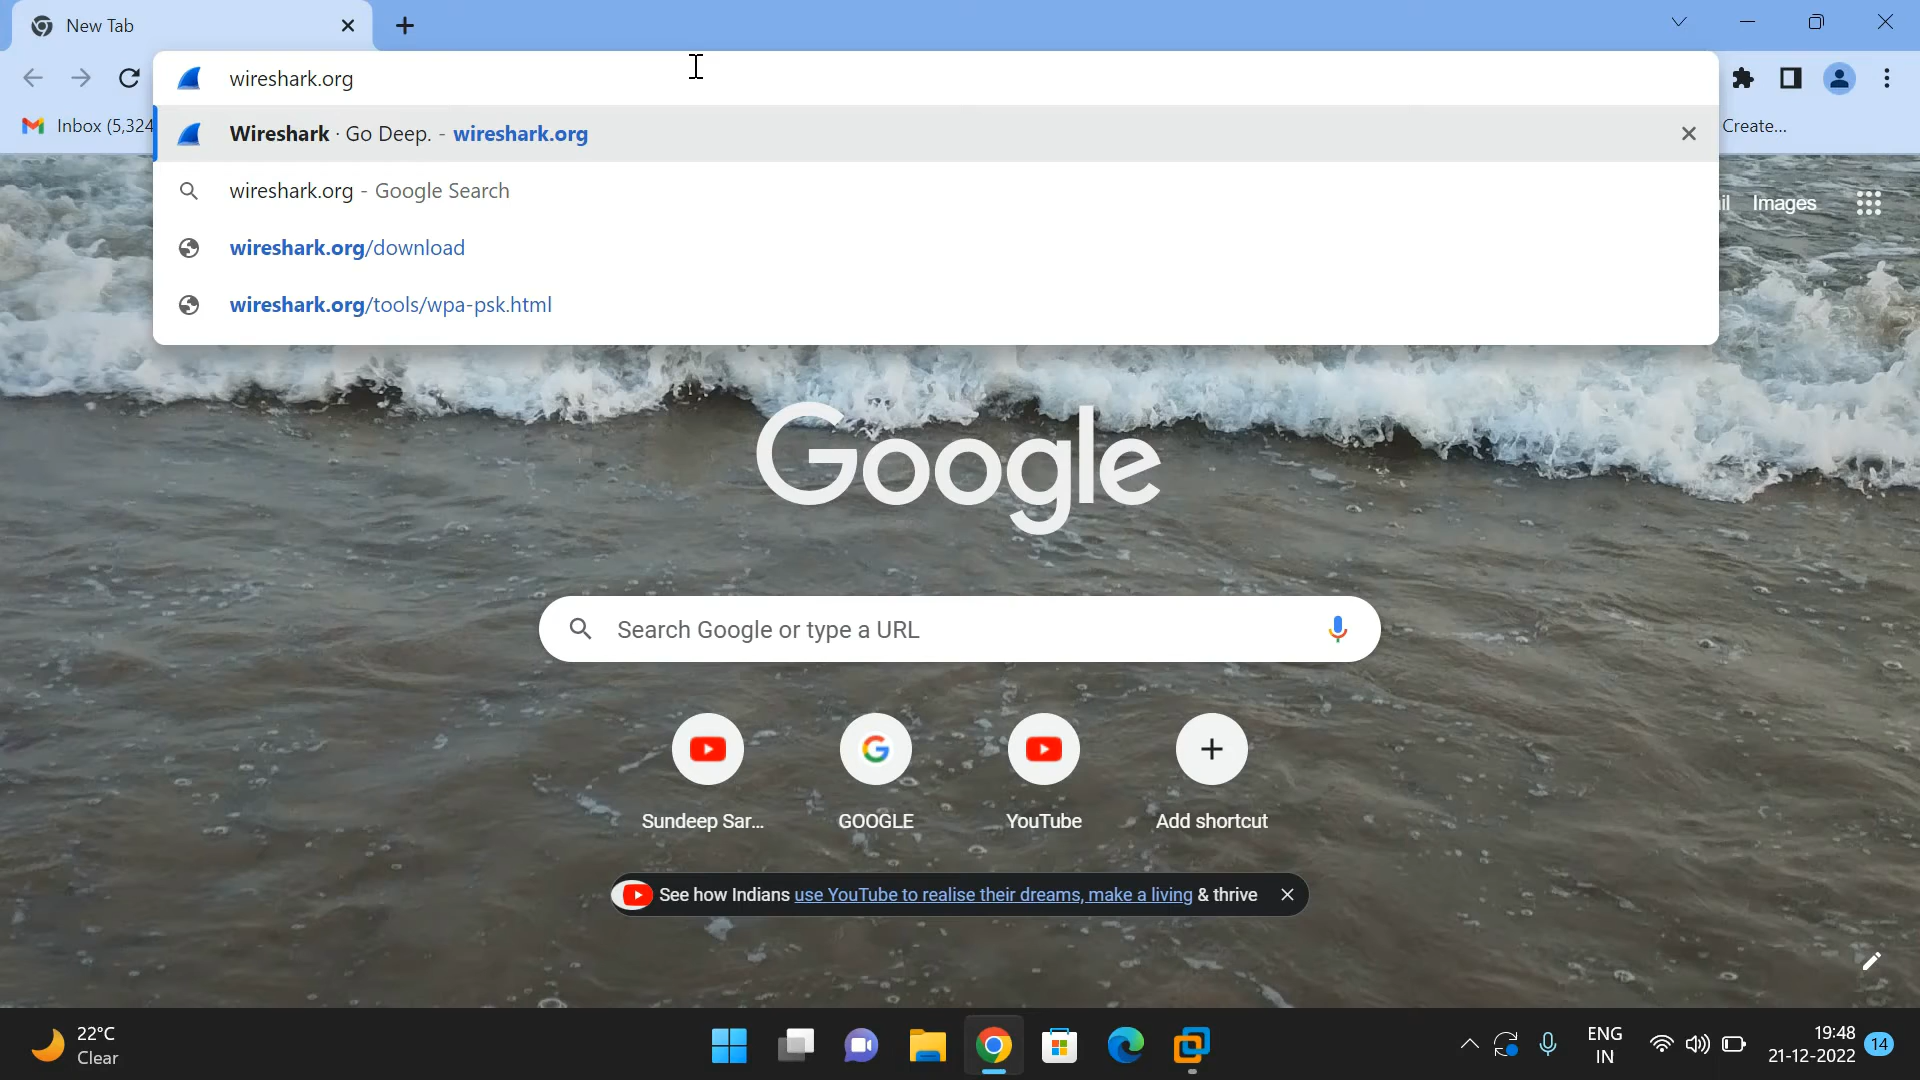 New Tab
wireshark.org
Inbox (5,324
Wireshark · Go Deep. - wireshark.org
Create...
wireshark.org - Google Search
il Images
wireshark.org/download
wireshark.org/tools/wpa-psk.html
Google
Search Google or type a URL
Sundeep Sar...
GOOGLE
YouTube
Add shortcut
See how Indians use YouTube to realise their dreams, make a living & thrive
22°C
Clear
ENG
IN
19:48
21-12-2022
14